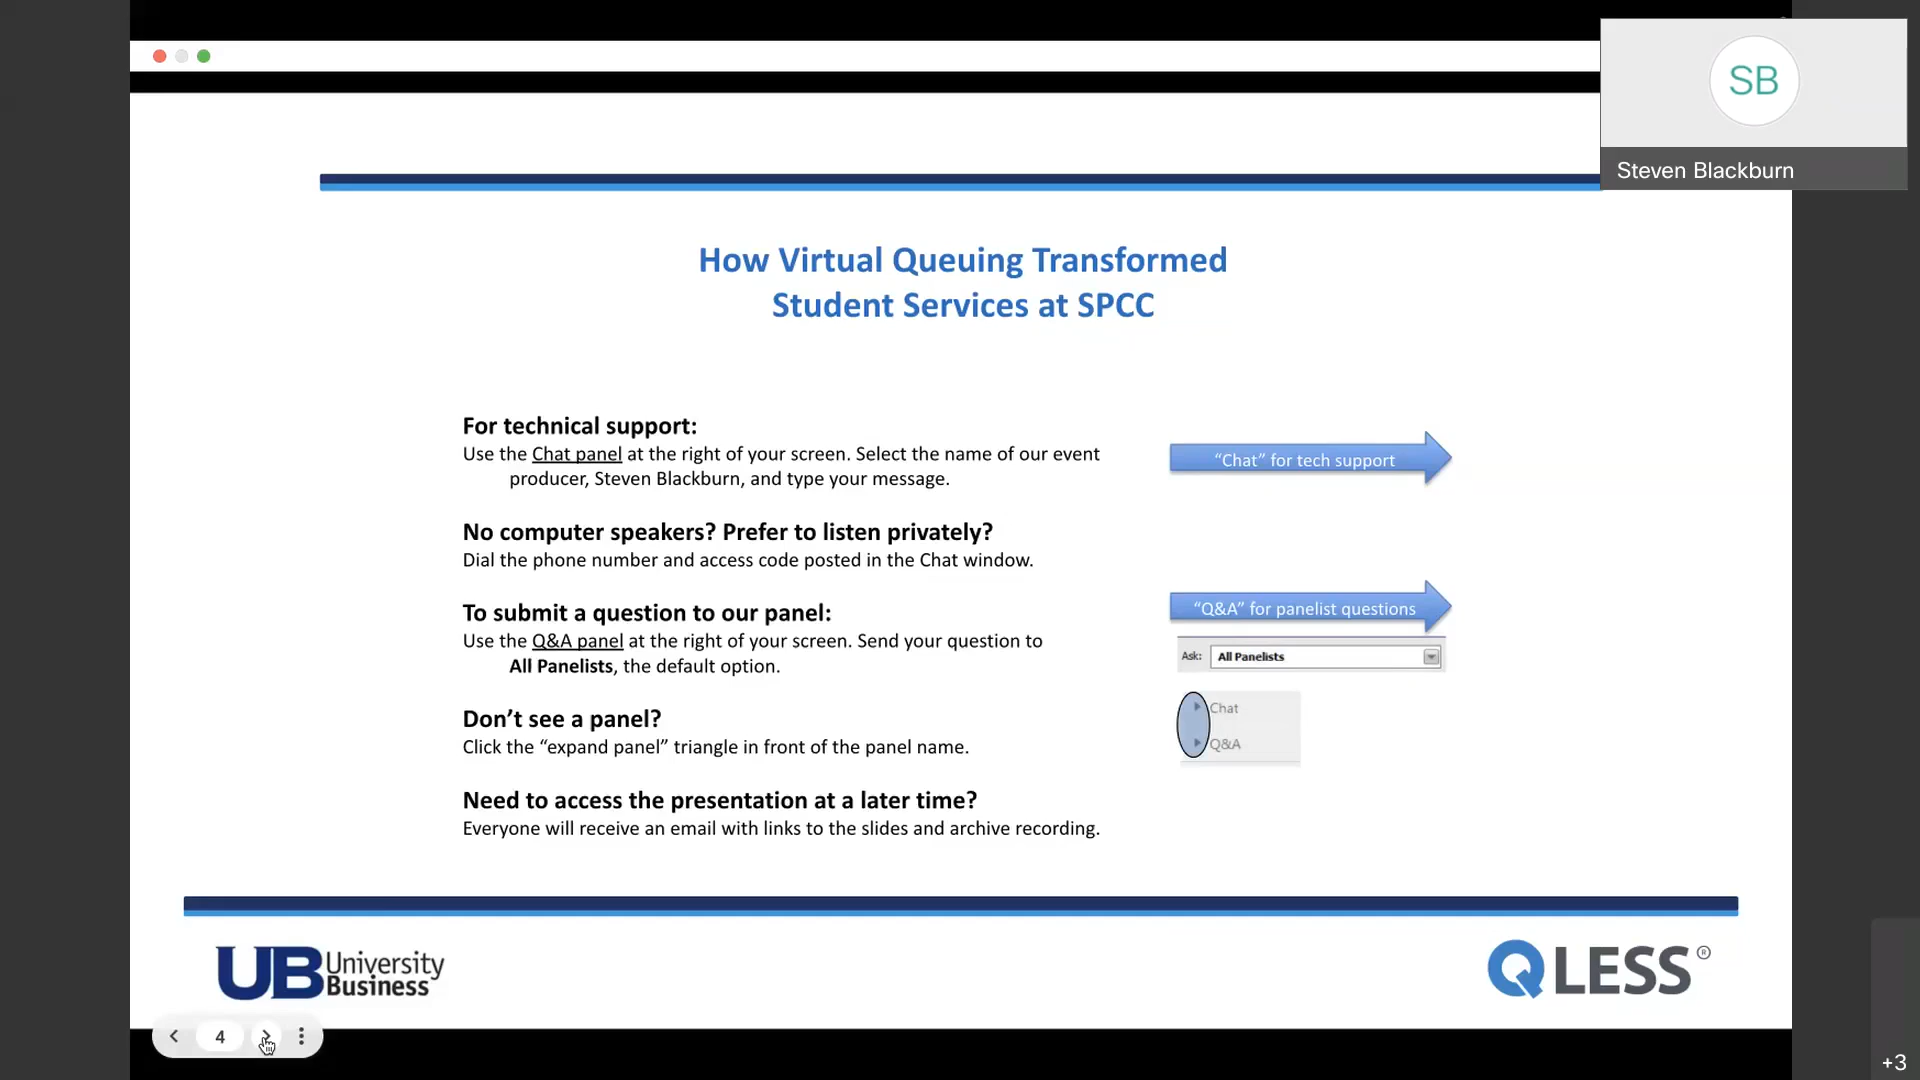 SB
Steven Blackburn
How Virtual Queuing Transformed
Student Services at SPCC
For technical support:
Use the Chat panel at the right of your screen. Select the name of our event
producer, Steven Blackburn, and type your message.
“Chat” for tech support
No computer speakers? Prefer to listen privately?
Dial the phone number and access code posted in the Chat window.
To submit a question to our panel:
Use the Q&A panel at the right of your screen. Send your question to
All Panelists, the default option.
“Q&A” for panelist questions
Ask: All Panelists
Chat
Q&A
Don’t see a panel?
Click the “expand panel” triangle in front of the panel name.
Need to access the presentation at a later time?
Everyone will receive an email with links to the slides and archive recording.
UB University
Business
QLESS®
4
+3